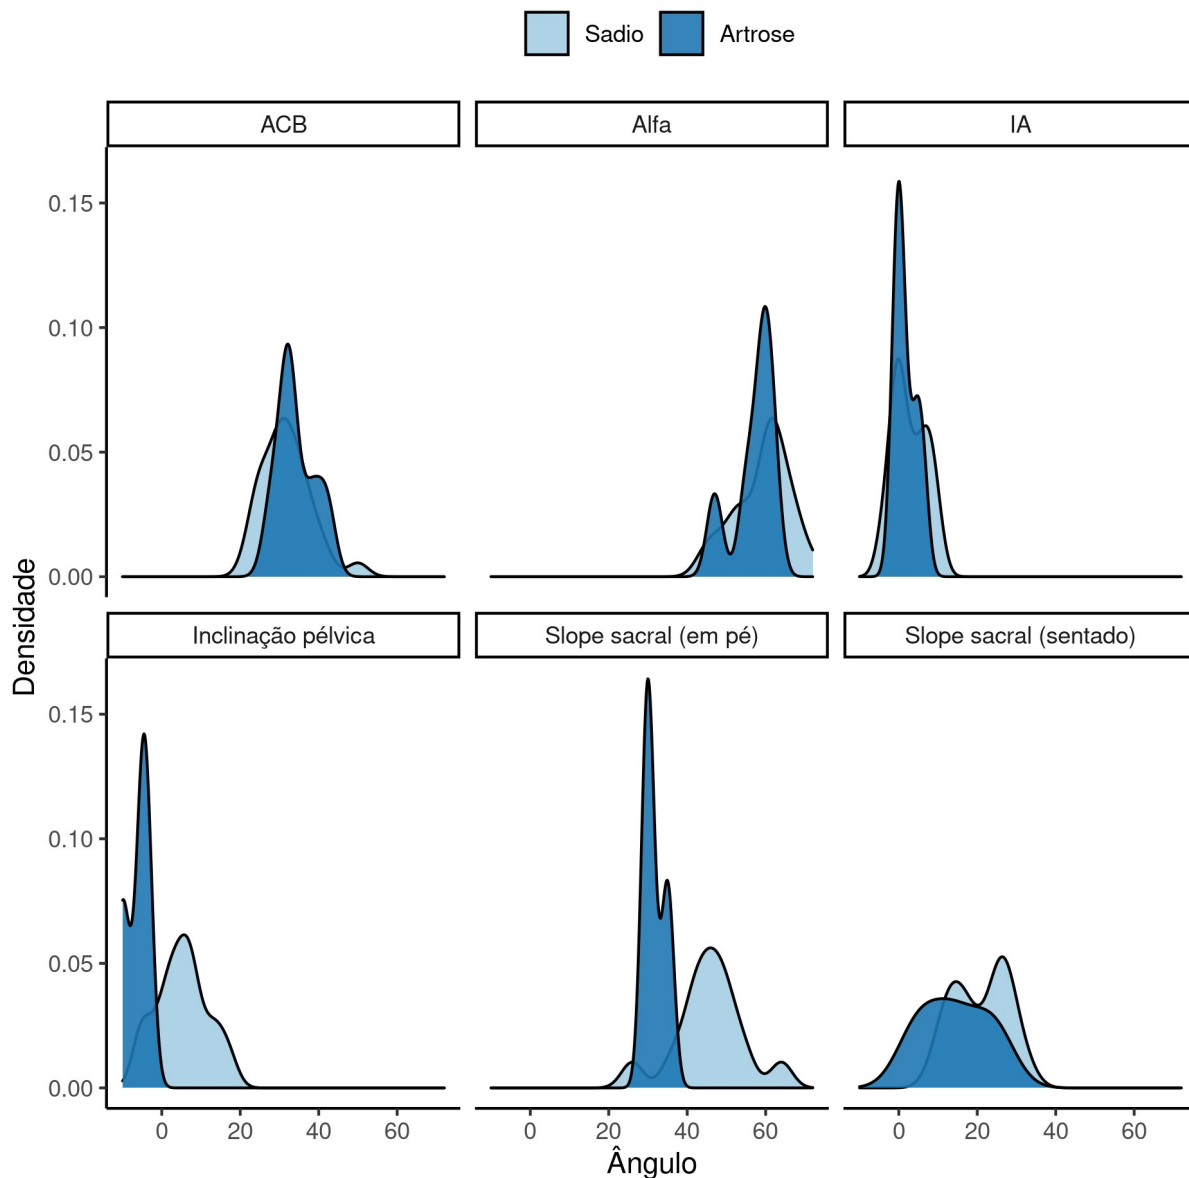 Sadio Artrose
ACB Alfa IA
0.15
0.10
0.05
0.00
Densidade
Inclinação pélvica Slope sacral (em pé) Slope sacral (sentado)
0.15
0.10
0.05
0.00
0 20 40 60 0 20 40 60 0 20 40 60
Ângulo